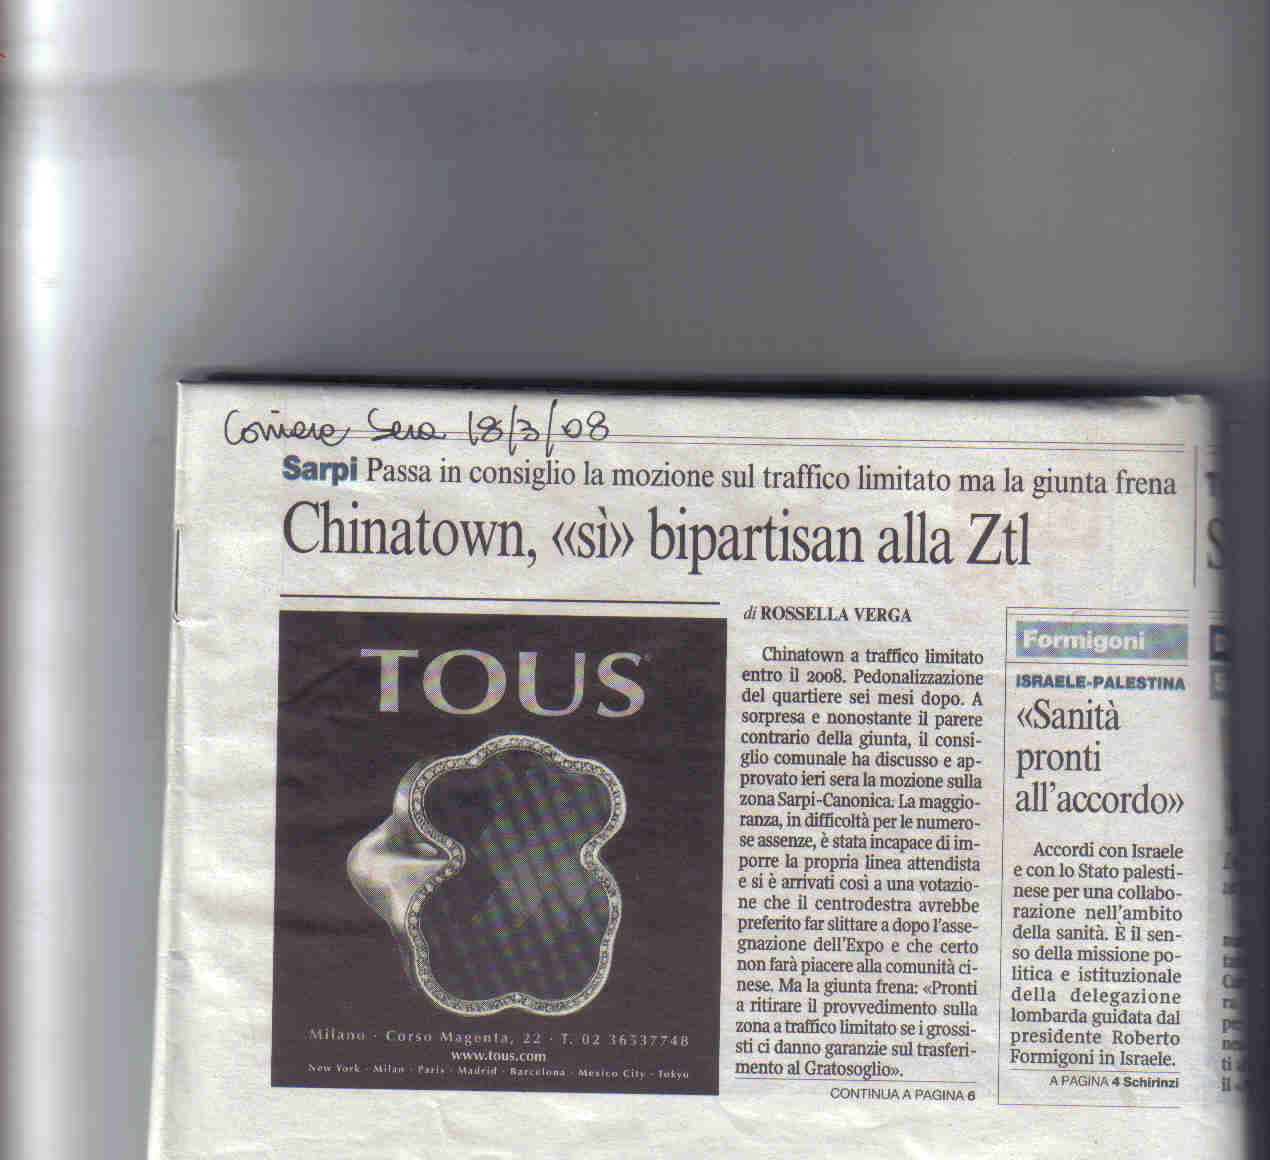 Corriere Sera 18/3/08
Sarpi Passa in consiglio la mozione sul traffico limitato ma la giunta frena
Chinatown, «sì» bipartisan alla Ztl
TOUS
Milano · Corso Magenta, 22 · T. 02 36537748
www.tous.com
New York · Milan · Paris · Madrid · Barcelona · Mexico City · Tokyo
di ROSSELLA VERGA
Chinatown a traffico limitato
entro il 2008. Pedonalizzazione
del quartiere sei mesi dopo. A
sorpresa e nonostante il parere
contrario della giunta, il consi-
glio comunale ha discusso e ap-
provato ieri sera la mozione sulla
zona Sarpi-Canonica. La maggio-
ranza, in difficoltà per le numero-
se assenze, è stata incapace di im-
porre la propria linea attendista
e si è arrivati così a una votazio-
ne che il centrodestra avrebbe
preferito far slittare a dopo l'asse-
gnazione dell'Expo e che certo
non farà piacere alla comunità ci-
nese. Ma la giunta frena: «Pronti
a ritirare il provvedimento sulla
zona a traffico limitato se i grossi-
sti ci danno garanzie sul trasferi-
mento al Gratosoglio».
CONTINUA A PAGINA 6
Formigoni
ISRAELE-PALESTINA
«Sanità
pronti
all'accordo»
Accordi con Israele
e con lo Stato palesti-
nese per una collabo-
razione nell'ambito
della sanità. È il sen-
so della missione po-
litica e istituzionale
della delegazione
lombarda guidata dal
presidente Roberto
Formigoni in Israele.
A PAGINA 4 Schirinzi